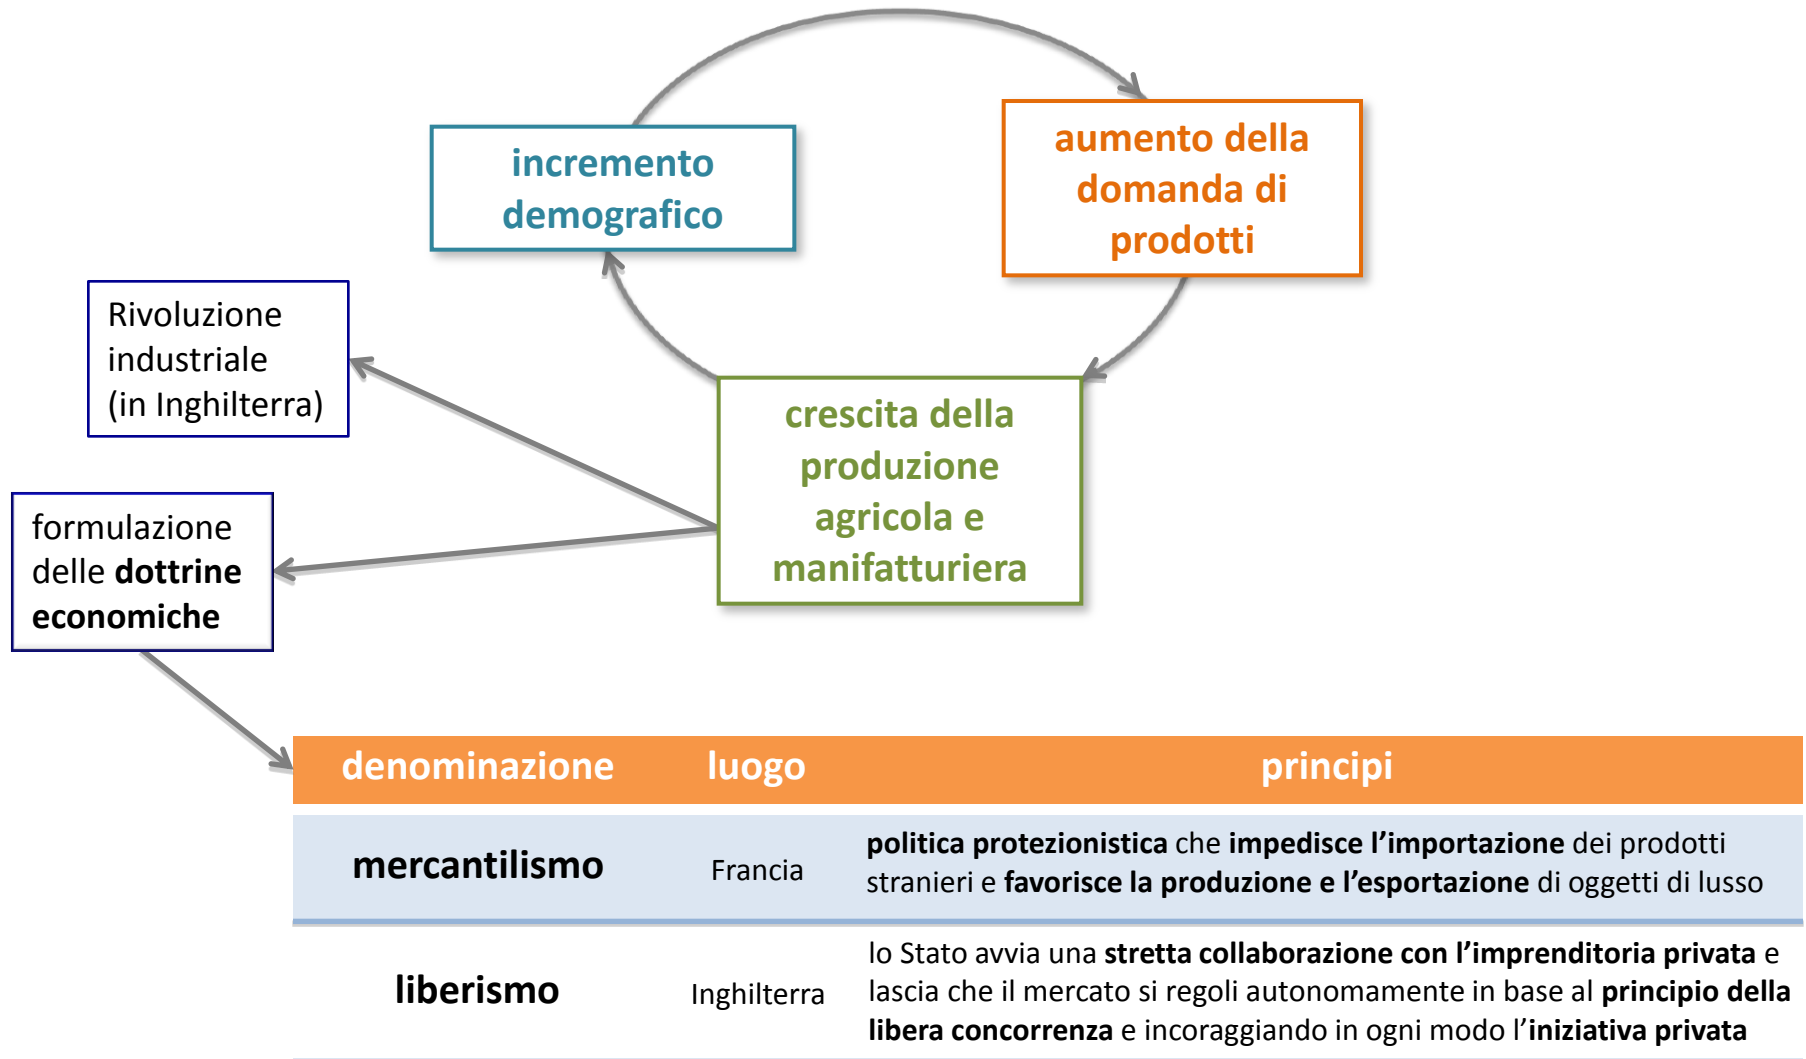 incremento
demografico
aumento della
domanda di
prodotti
Rivoluzione
industriale
(in Inghilterra)
crescita della
produzione
agricola e
manifatturiera
formulazione
delle dottrine
economiche
denominazione luogo principi
mercantilismo
Francia
politica protezionistica che impedisce l’importazione dei prodotti
stranieri e favorisce la produzione e l’esportazione di oggetti di lusso
liberismo
Inghilterra
lo Stato avvia una stretta collaborazione con l’imprenditoria privata e
lascia che il mercato si regoli autonomamente in base al principio della
libera concorrenza e incoraggiando in ogni modo l’iniziativa privata